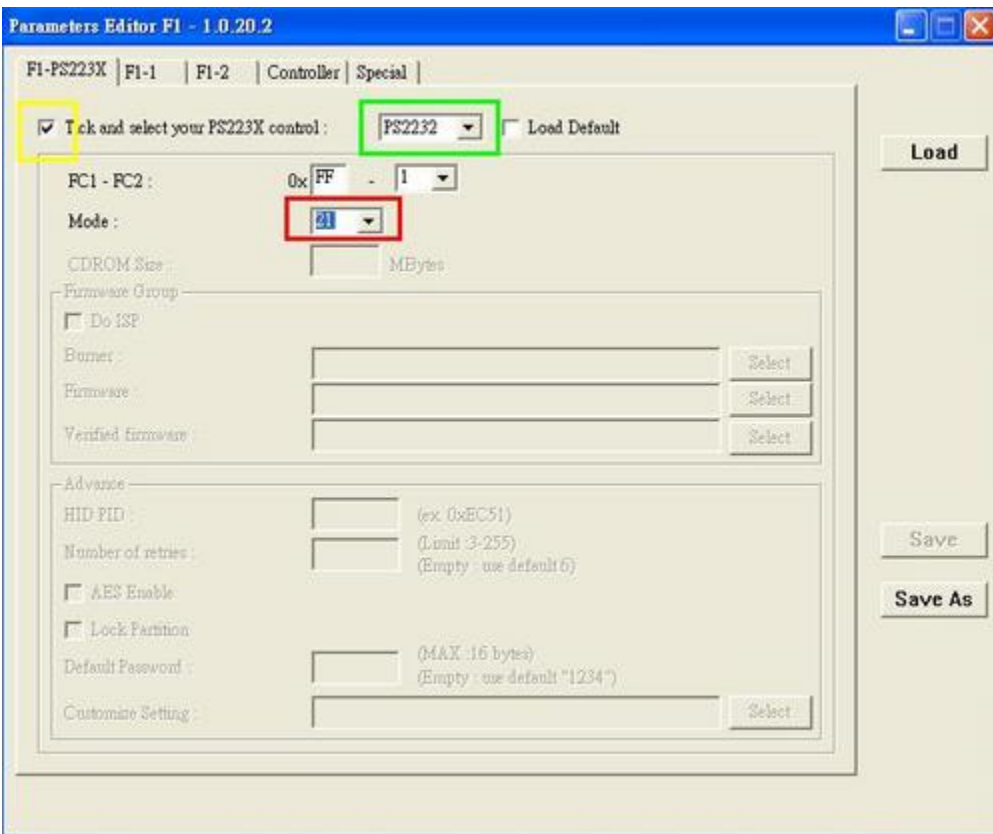 Parameters Editor F1 - 1.0.20.2
F1-PS223X F1-1 F1-2 Controller Special
Tick and select your PS223X control : PS2232 Load Default
Load
FC1 - FC2 : 0x FF - 1
Mode : 21
CDROM Size : MBytes
Firmware Group
Do ISP
Burner : Select
Firmware : Select
Verified firmware : Select
Advance
HID PID : (ex. 0xEC51)
Number of retries : (Limit :3-255)
(Empty : use default 6)
Save
AES Enable
Save As
Lock Partition
Default Password : (MAX :16 bytes)
(Empty : use default "1234")
Customize Setting : Select